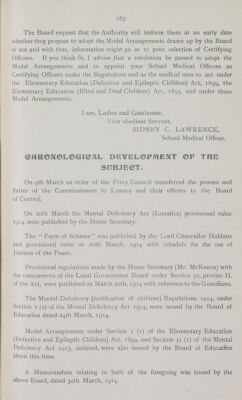 167
The Board request that the Authority will inform them at an early date
whether they propose to adopt the Model Arrangements drawn up by the Board
or not and with that, information might go as to your selection of Certifying
Officers. If you think fit, I advise that a resolution be passed to adopt the
Model Arrangements and to appoint your School Medical Officers as
Certifying Officers under the Regulations and as the medical men to act under
the Elementary Education (Defective and Epileptic Children) Act, 1899, the
Elementary Education (Blind and Deaf Children) Act, 1893, and under these
Model Arrangements.
I am, Ladies and Gentlemen,
Your obedient Servant,
SIDNEY C. LAWRENCE,
School Medical Officer.
CHRONOLOGICAL DEVELOPMENT OF THE
SUBJECT.
On 9th March an order of the Privy Council transferred the powers and
duties of the Commissioners in Lunacy and their officers to the Board
of Control.
On 20th March the Mental Deficiency Act (Lunatics) provisional rules
1914 were published by the Home Secretary.
The "Form of Scheme" was published by the Lord Chancellor Haldane
and provisional rules on 20th March, 1914 with schedule for the use of
Justices of the Peace.
Provisional regulations made by the Home Secretary (Mr. McKenna) with
the concurrence of the Local Government Board under Section 30, proviso II.
of the Act, were published on March 20th, 1914 with reference to the Guardians.
The Mental Deficiency (notification of children) Regulations 1914, under
Section 2 (2) of the Mental Deficiency Act 1914, were issued by the Board of
Education dated 24th March, 1914.
Model Arrangements under Section 1 (1) of the Elementary Education
(Defective and Epileptic Children) Act, 1899, and Section 31 (1) of the Mental
Deficiency Act 1913, undated, were also issued by the Board of Education
about this time.
A Memorandum relating to both of the foregoing was issued by the
above Board, dated 30th March, 1914.